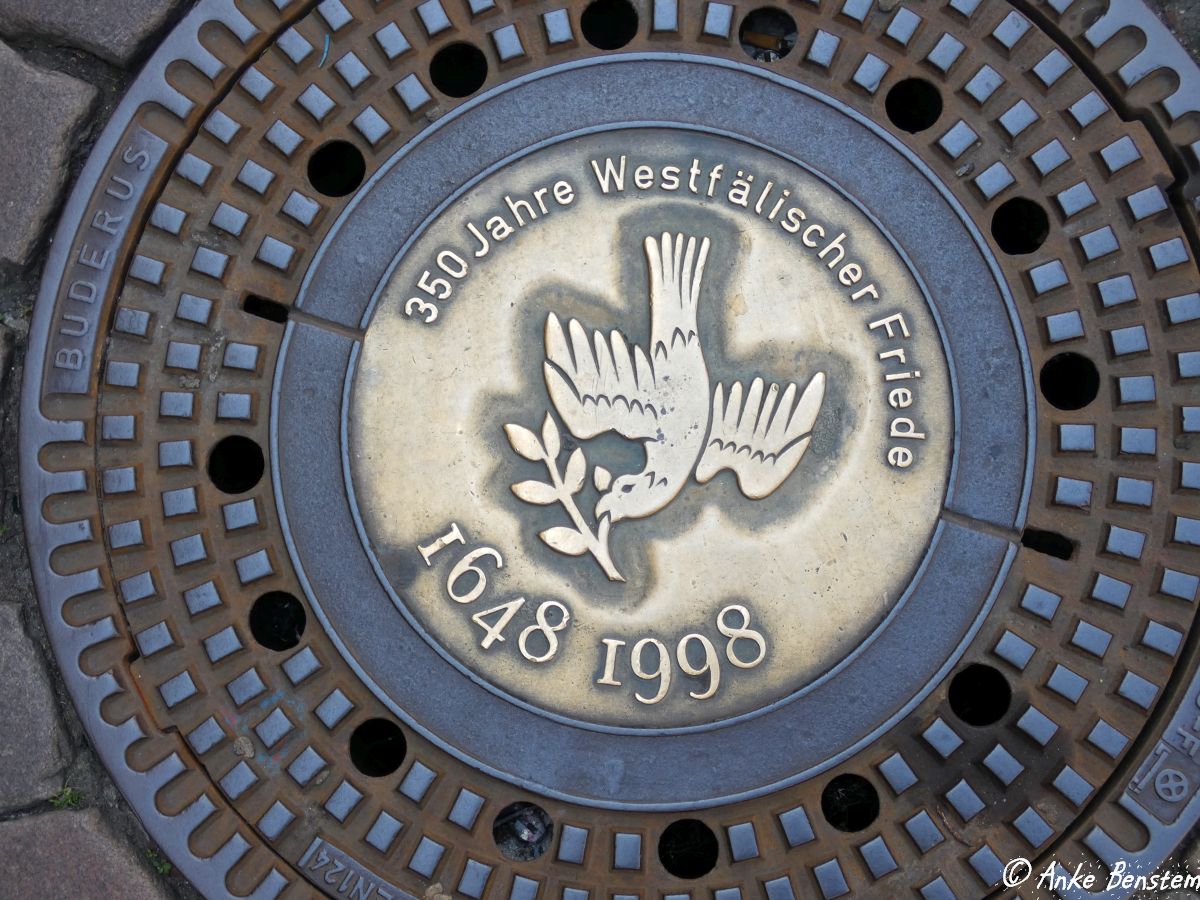 350 Jahre Westfälischer Friede
1648 1998
BUDERUS
EN124
© Anke Benstem